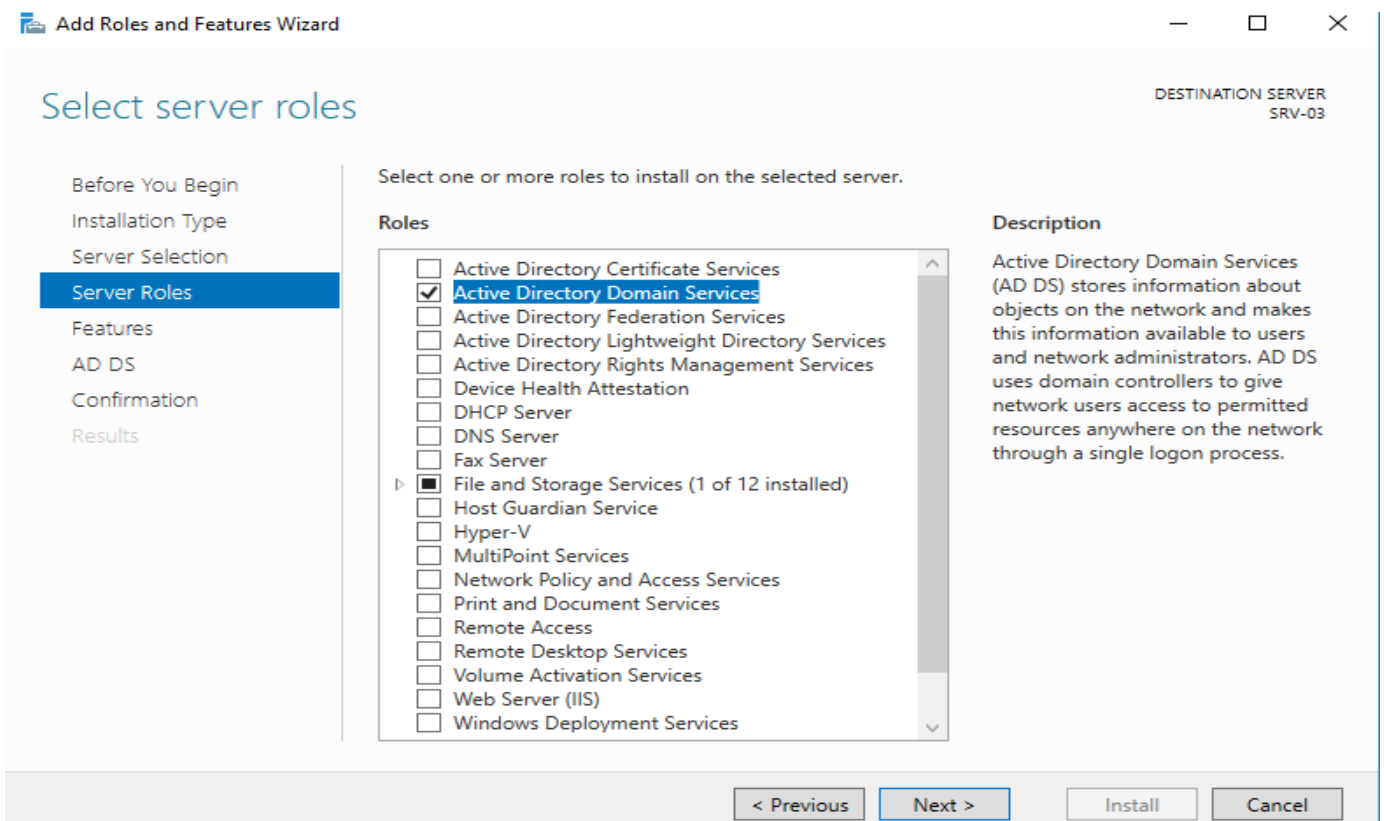 Add Roles and Features Wizard
Select server roles
DESTINATION SERVER
SRV-03
Before You Begin
Installation Type
Server Selection
Server Roles
Features
AD DS
Confirmation
Results
Select one or more roles to install on the selected server.
Roles
Active Directory Certificate Services
Active Directory Domain Services
Active Directory Federation Services
Active Directory Lightweight Directory Services
Active Directory Rights Management Services
Device Health Attestation
DHCP Server
DNS Server
Fax Server
File and Storage Services (1 of 12 installed)
Host Guardian Service
Hyper-V
MultiPoint Services
Network Policy and Access Services
Print and Document Services
Remote Access
Remote Desktop Services
Volume Activation Services
Web Server (IIS)
Windows Deployment Services
Description
Active Directory Domain Services
(AD DS) stores information about
objects on the network and makes
this information available to users
and network administrators. AD DS
uses domain controllers to give
network users access to permitted
resources anywhere on the network
through a single logon process.
< Previous
Next >
Install
Cancel